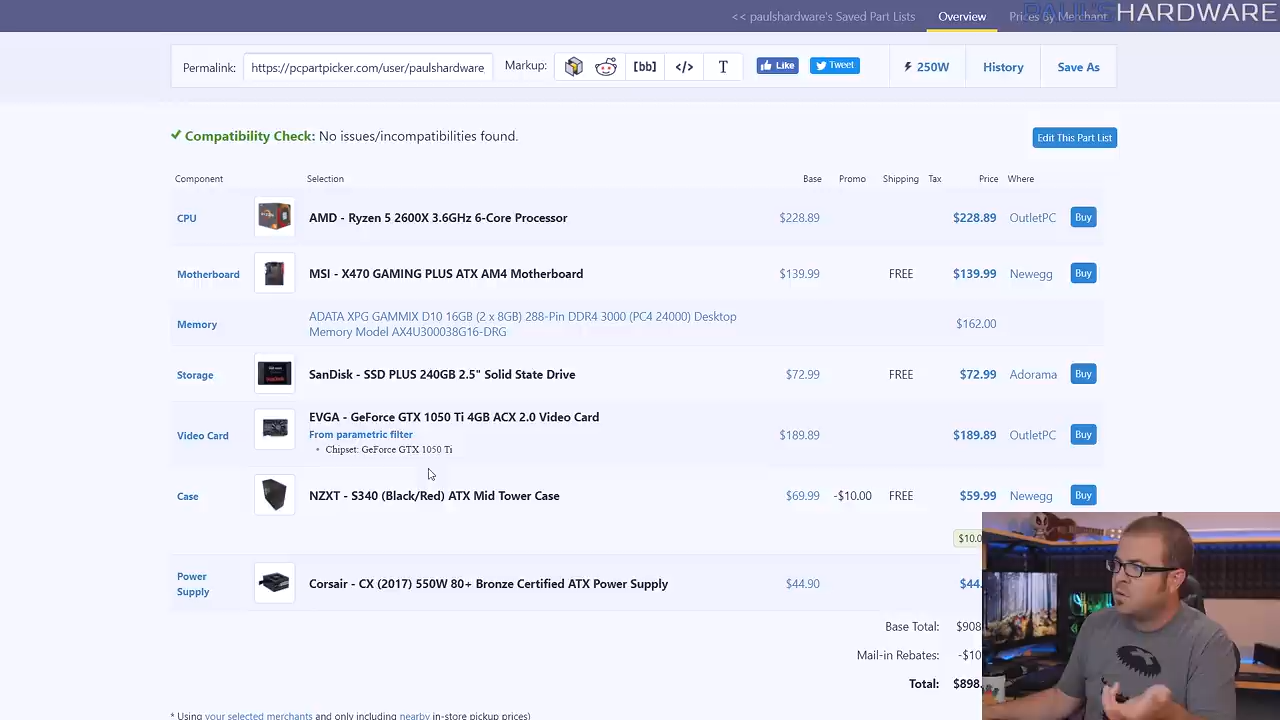 << paulshardware's Saved Part Lists Overview Prices By Merchant HARDWARE
Permalink: https://pcpartpicker.com/user/paulshardware Markup: [bb] </> T Like Tweet 250W History Save As
Compatibility Check: No issues/incompatibilities found. Edit This Part List
Component Selection Base Promo Shipping Tax Price Where
CPU AMD - Ryzen 5 2600X 3.6GHz 6-Core Processor $228.89 $228.89 OutletPC Buy
Motherboard MSI - X470 GAMING PLUS ATX AM4 Motherboard $139.99 FREE $139.99 Newegg Buy
ADATA XPG GAMMIX D10 16GB (2 x 8GB) 288-Pin DDR4 3000 (PC4 24000) Desktop
Memory $162.00
Memory Model AX4U300038G16-DRG
Storage SanDisk - SSD PLUS 240GB 2.5" Solid State Drive $72.99 FREE $72.99 Adorama Buy
EVGA - GeForce GTX 1050 Ti 4GB ACX 2.0 Video Card
Video Card From parametric filter $189.89 $189.89 OutletPC Buy
• Chipset: GeForce GTX 1050 Ti
Case NZXT - S340 (Black/Red) ATX Mid Tower Case $69.99 -$10.00 FREE $59.99 Newegg Buy
$10.0
Power
Supply Corsair - CX (2017) 550W 80+ Bronze Certified ATX Power Supply $44.90 $44.
Base Total: $908
Mail-in Rebates: -$10
Total: $898.
* Using your selected merchants and only including nearby in-store pickup prices)